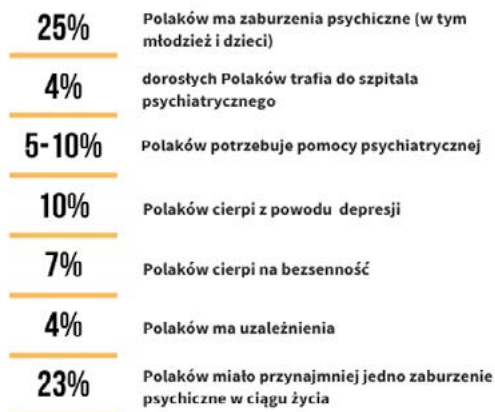 25%
Polaków ma zaburzenia psychiczne (w tym
młodzież i dzieci)
4%
dorosłych Polaków trafia do szpitala
psychiatrycznego
5-10%
Polaków potrzebuje pomocy psychiatrycznej
10%
Polaków cierpi z powodu depresji
7%
Polaków cierpi na bezsenność
4%
Polaków ma uzależnienia
23%
Polaków miało przynajmniej jedno zaburzenie
psychiczne w ciągu życia